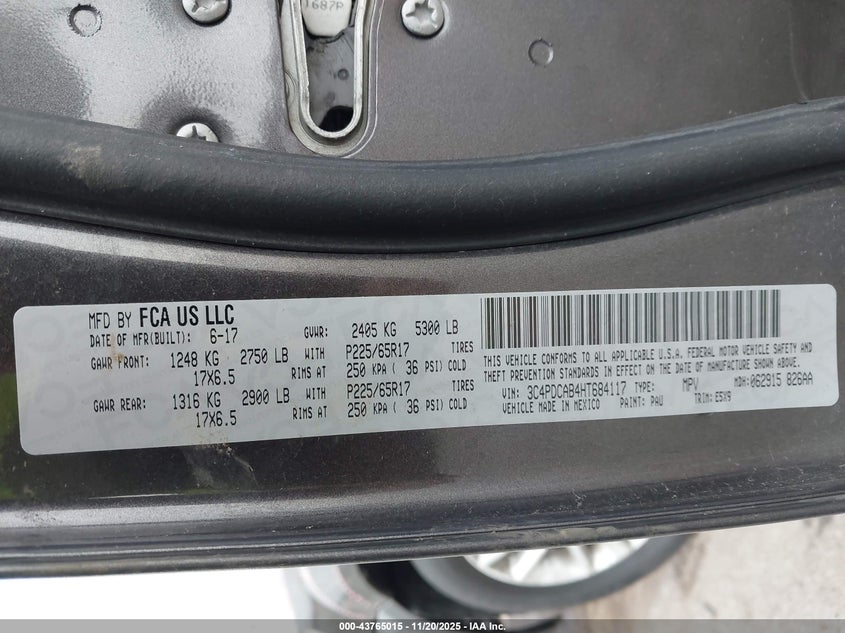 1687P
MFD BY FCA US LLC
DATE OF MFR(BUILT): 6-17 GVWR: 2405 KG 5300 LB
GAWR FRONT: 1248 KG 2750 LB WITH P225/65R17 TIRES
17X6.5 RIMS AT 250 KPA ( 36 PSI) COLD
GAWR REAR: 1316 KG 2900 LB WITH P225/65R17 TIRES
17X6.5 RIMS AT 250 KPA ( 36 PSI) COLD
THIS VEHICLE CONFORMS TO ALL APPLICABLE U.S.A. FEDERAL MOTOR VEHICLE SAFETY AND
THEFT PREVENTION STANDARDS IN EFFECT ON THE DATE OF MANUFACTURE SHOWN ABOVE.
VIN: 3C4PDCAB4HT684117 TYPE: MPV MDH: 062915 826AA
VEHICLE MADE IN MEXICO PAINT: PAU TRIM: E5X9
000-43765015 - 11/20/2025 - IAA Inc.